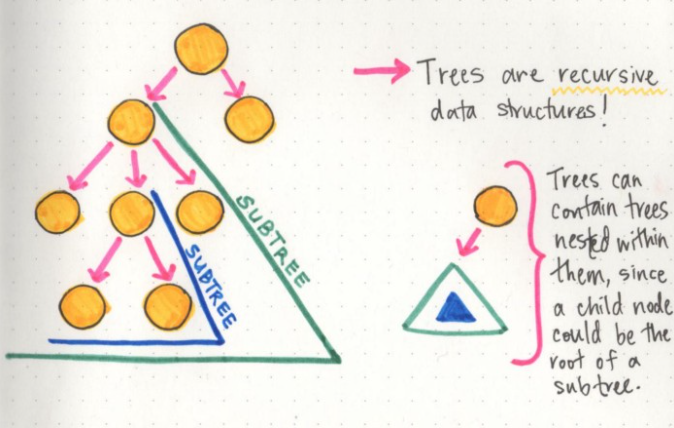 Trees are recursive
data structures!
SUBTREE
SUBTREE
Trees can
contain trees
nested within
them, since
a child node
could be the
root of a
subtree.